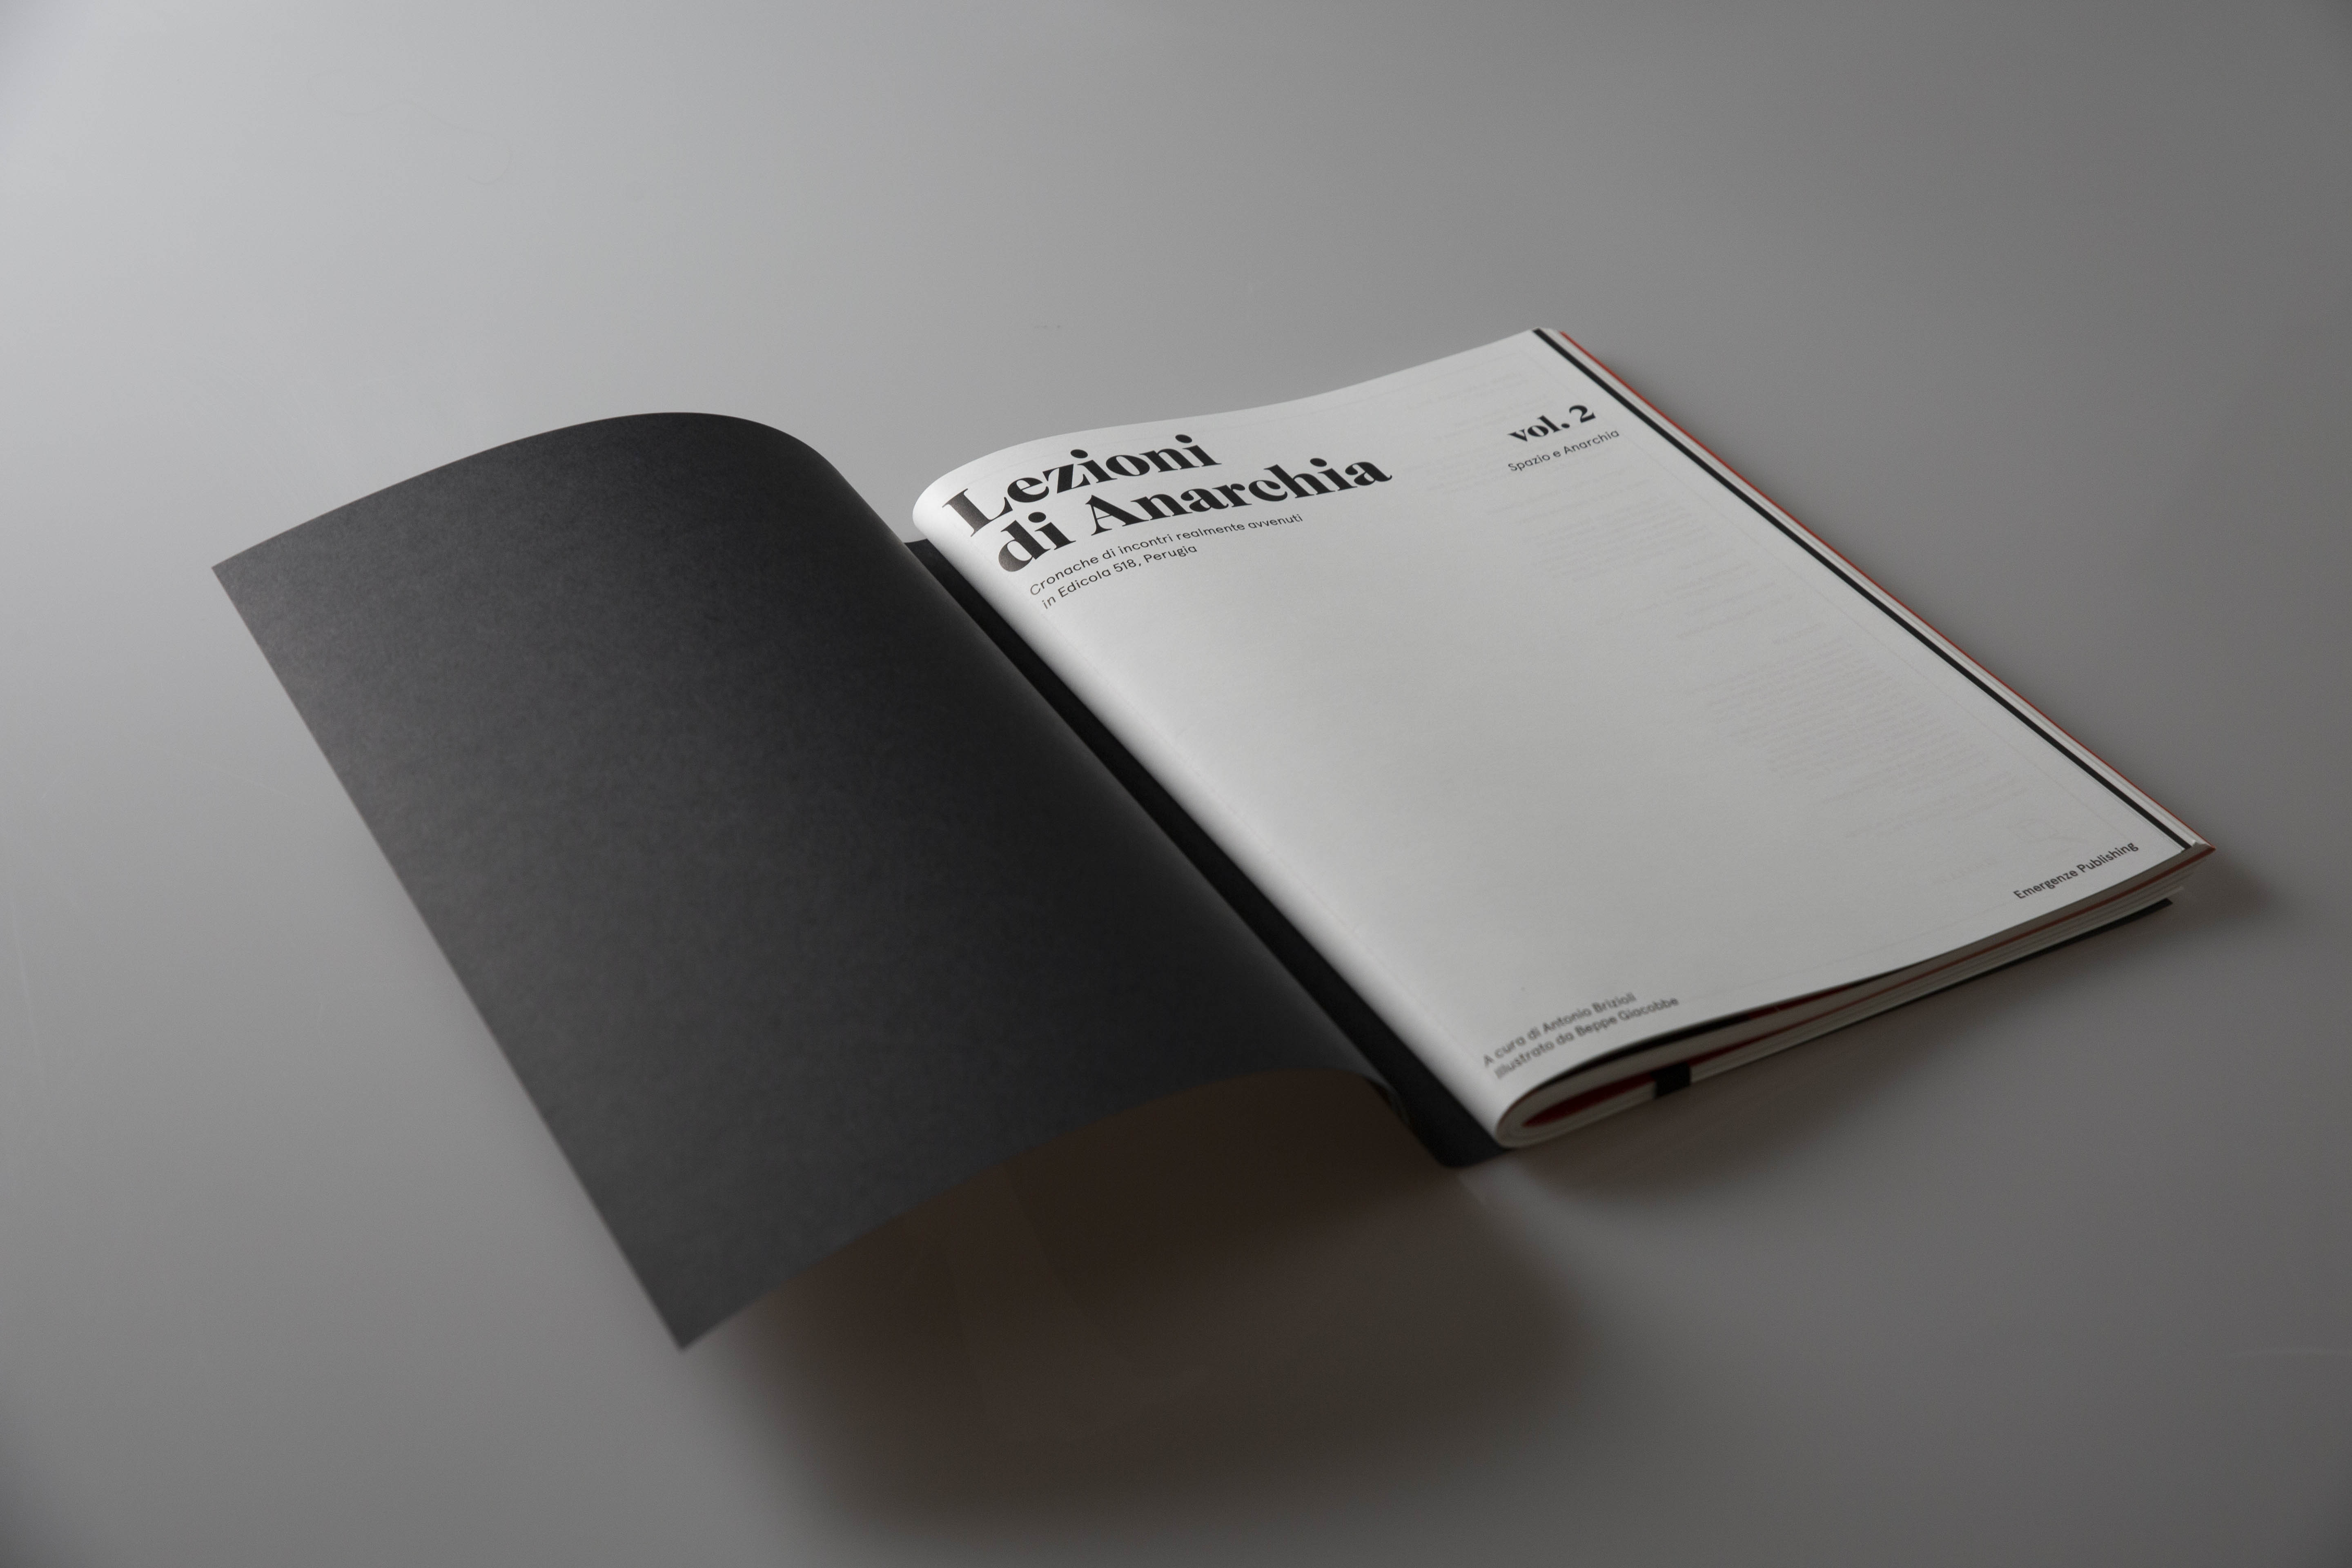 Lezioni
di Anarchia
Cronache di incontri realmente avvenuti
in Edicola 518, Perugia
vol. 2
Spazio e Anarchia
A cura di Antonio Brizioli
Illustrato da Beppe Giacobbe
Emergenze Publishing